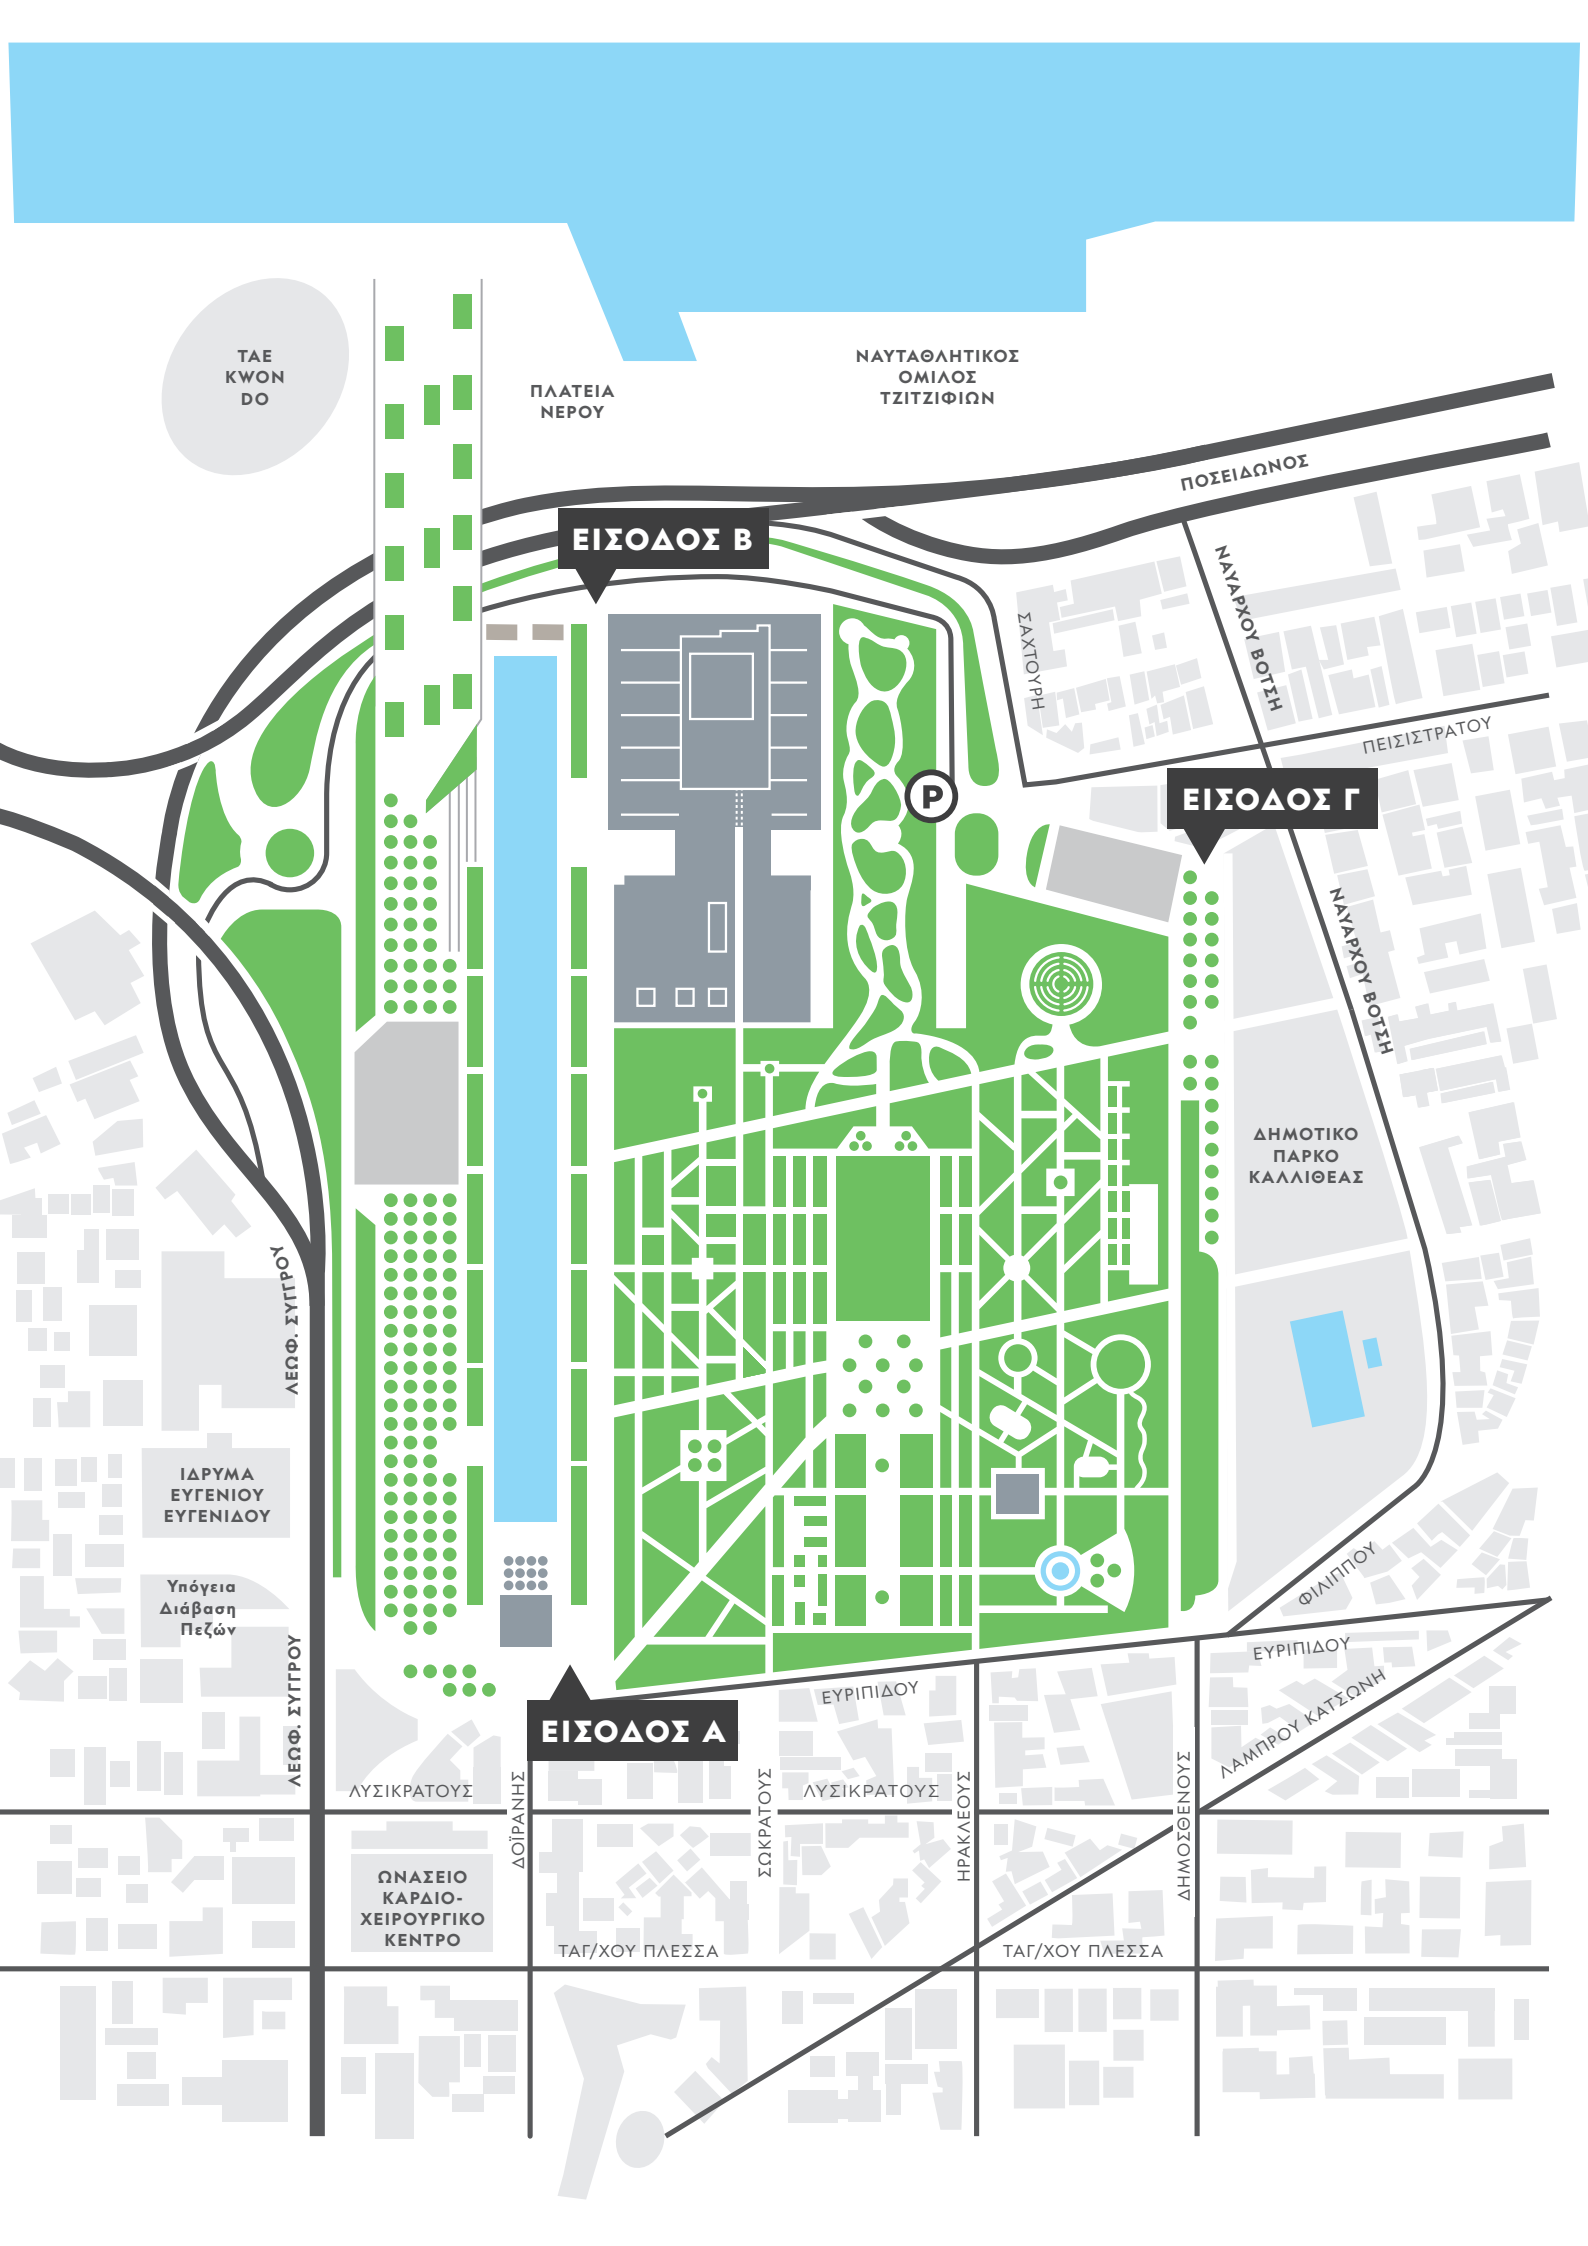 TAE
KWON
DO
ΠΛΑΤΕΙΑ
ΝΕΡΟΥ
ΝΑΥΤΑΘΛΗΤΙΚΟΣ
ΟΜΙΛΟΣ
ΤΖΙΤΖΙΦΙΩΝ
ΠΟΣΕΙΔΩΝΟΣ
ΕΙΣΟΔΟΣ Β
ΝΑΥΑΡΧΟΥ ΒΟΤΣΗ
ΣΑΧΤΟΥΡΗ
ΠΕΙΣΙΣΤΡΑΤΟΥ
P
ΕΙΣΟΔΟΣ Γ
ΝΑΥΑΡΧΟΥ ΒΟΤΣΗ
ΔΗΜΟΤΙΚΟ
ΠΑΡΚΟ
ΚΑΛΛΙΘΕΑΣ
ΛΕΩΦ. ΣΥΓΓΡΟΥ
ΙΔΡΥΜΑ
ΕΥΓΕΝΙΟΥ
ΕΥΓΕΝΙΔΟΥ
Υπόγεια
Διάβαση
Πεζών
ΦΙΛΙΠΠΟΥ
ΛΕΩΦ. ΣΥΓΓΡΟΥ
ΕΥΡΙΠΙΔΟΥ
ΕΥΡΙΠΙΔΟΥ
ΛΑΜΠΡΟΥ ΚΑΤΣΩΝΗ
ΕΙΣΟΔΟΣ Α
ΛΥΣΙΚΡΑΤΟΥΣ
ΔΟΪΡΑΝΗΣ
ΣΩΚΡΑΤΟΥΣ
ΛΥΣΙΚΡΑΤΟΥΣ
ΗΡΑΚΛΕΟΥΣ
ΔΗΜΟΣΘΕΝΟΥΣ
ΩΝΑΣΕΙΟ
ΚΑΡΔΙΟ-
ΧΕΙΡΟΥΡΓΙΚΟ
ΚΕΝΤΡΟ
ΤΑΓ/ΧΟΥ ΠΛΕΣΣΑ
ΤΑΓ/ΧΟΥ ΠΛΕΣΣΑ